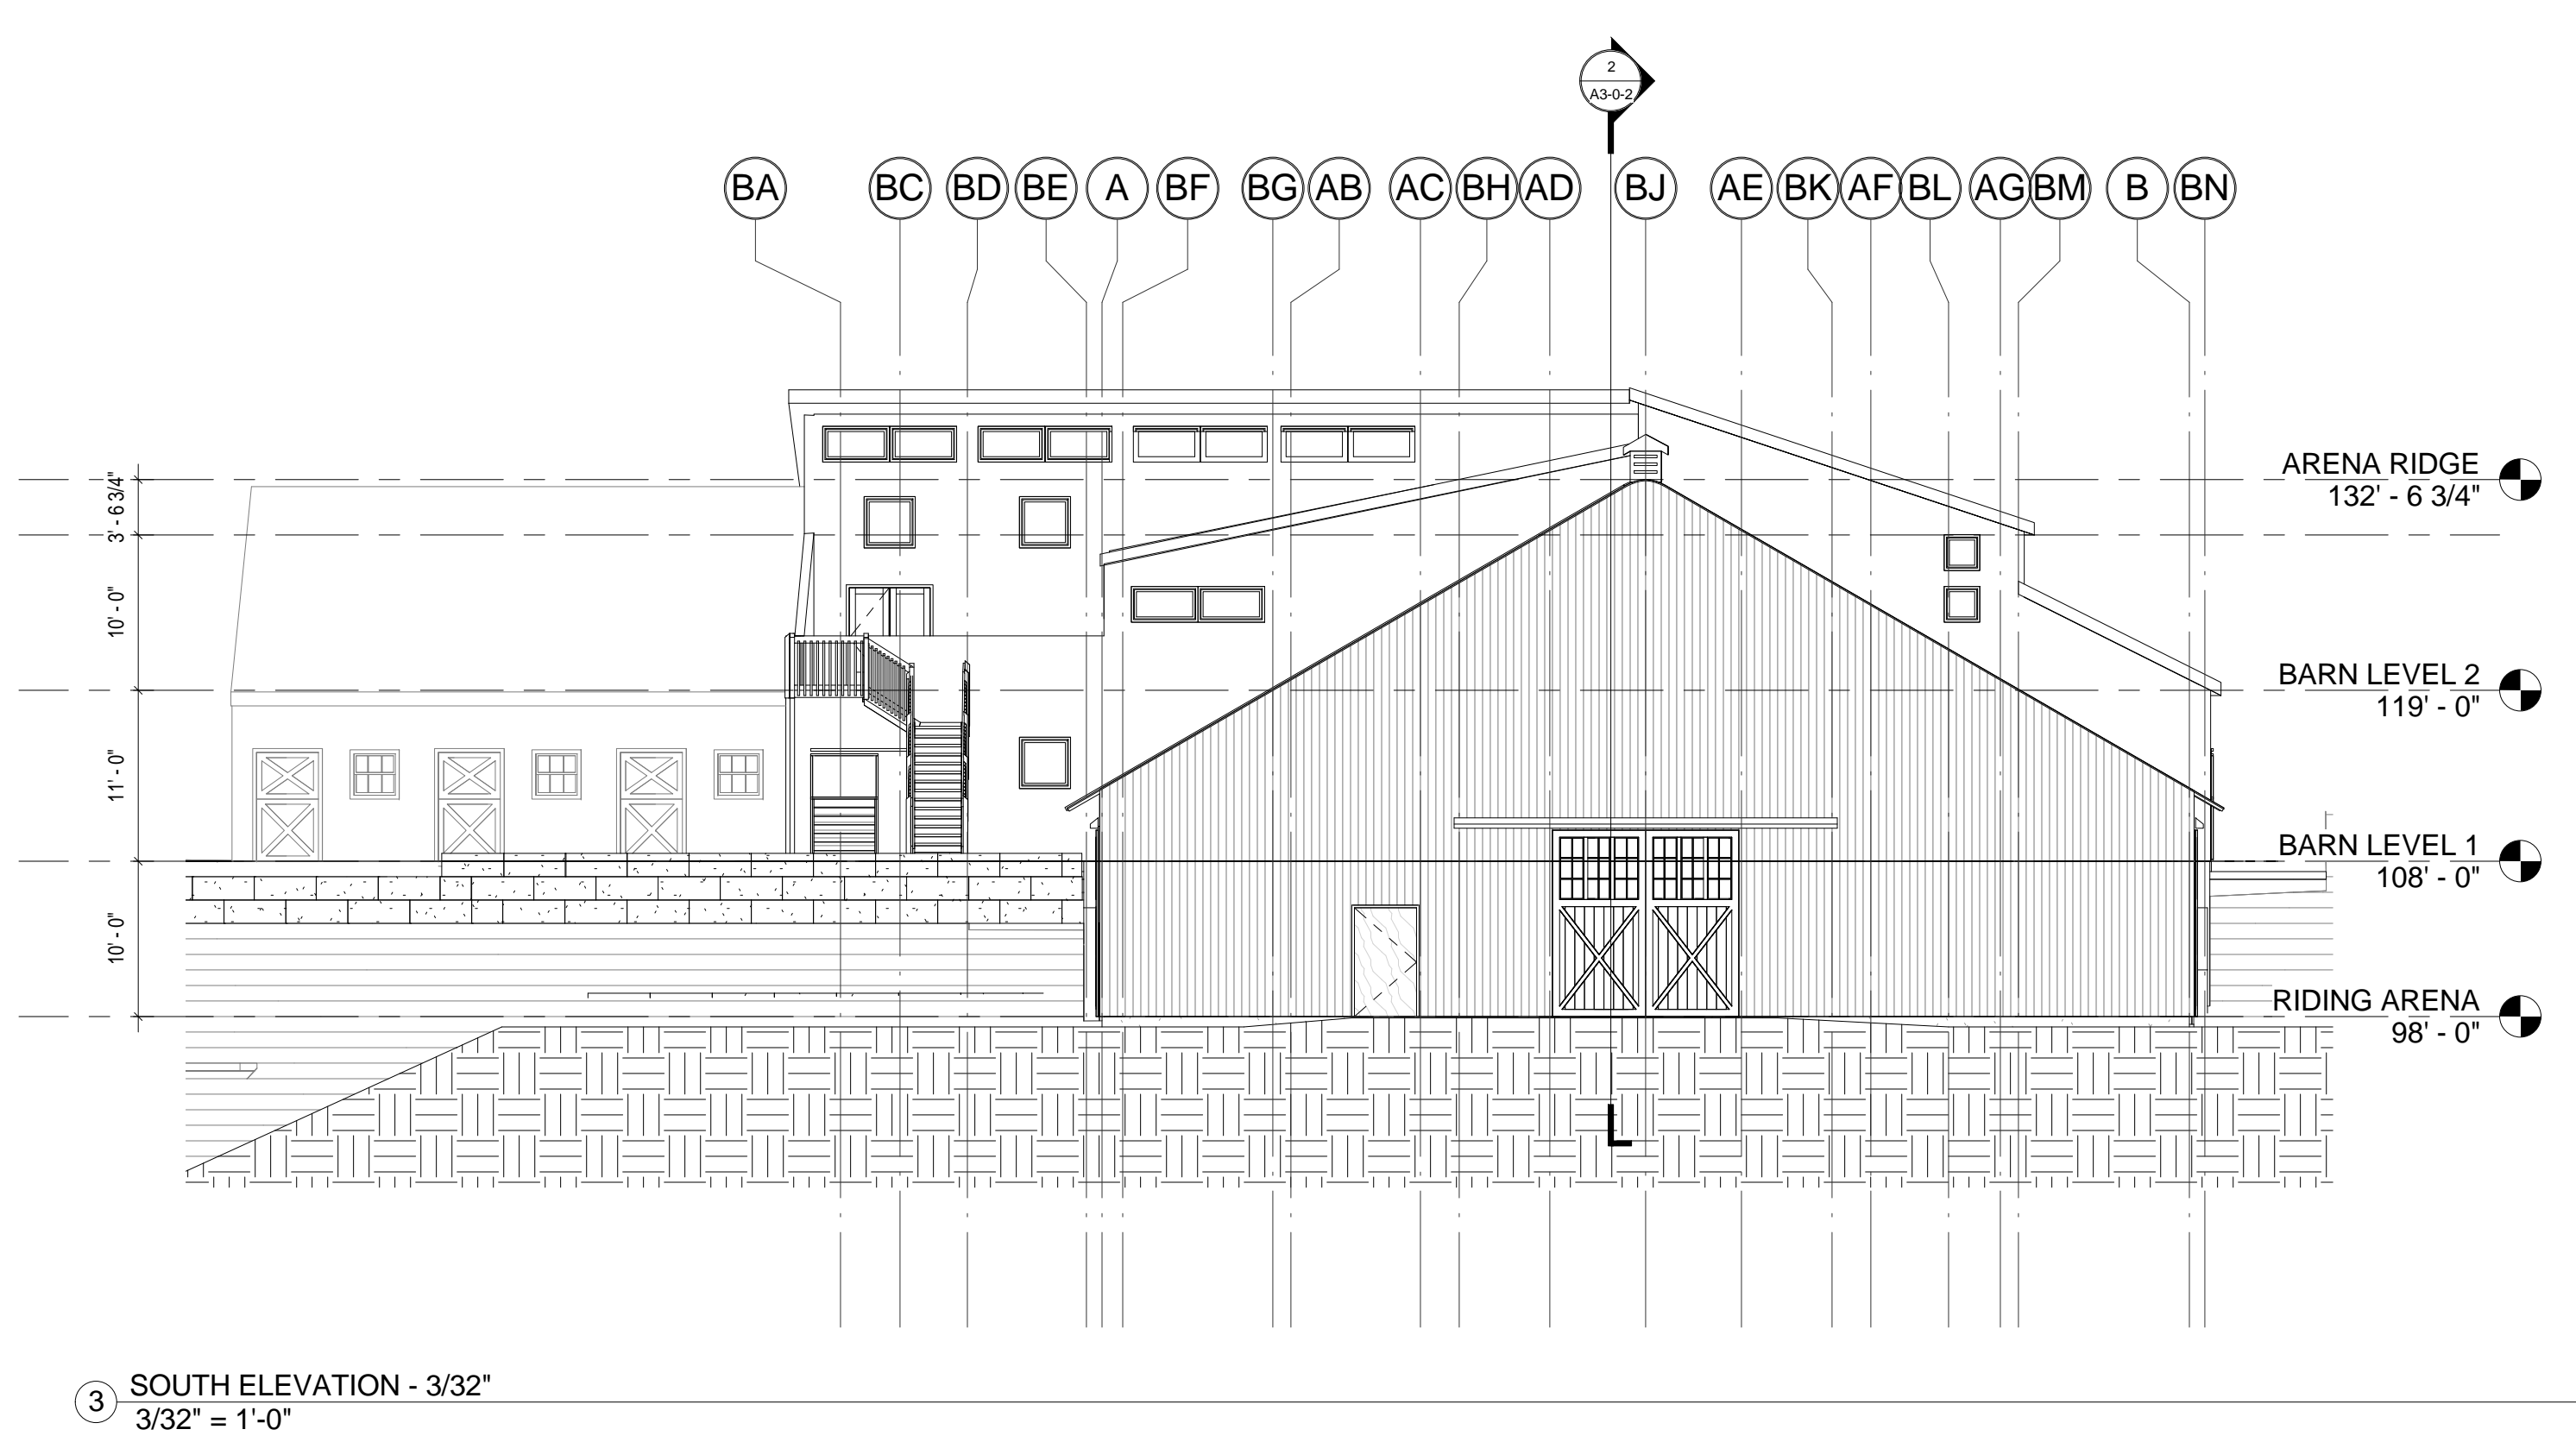 2
A3-0-2
BA BC BD BE A BF BG AB AC BH AD BJ AE BK AF BL AG BM B BN
3' - 6 3/4"
10' - 0"
11' - 0"
10' - 0"
ARENA RIDGE
132' - 6 3/4"
BARN LEVEL 2
119' - 0"
BARN LEVEL 1
108' - 0"
RIDING ARENA
98' - 0"
3
SOUTH ELEVATION - 3/32"
3/32" = 1'-0"